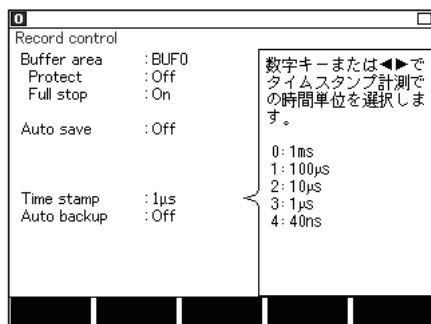 0
Record control
Buffer area :BUF0
Protect :Off
Full stop :On
Auto save :Off
Time stamp :1μs
Auto backup :Off
数字キーまたは◀▶で
タイムスタンプ計測で
の時間単位を選択しま
す。
0:1ms
1:100μs
2:10μs
3:1μs
4:40ns